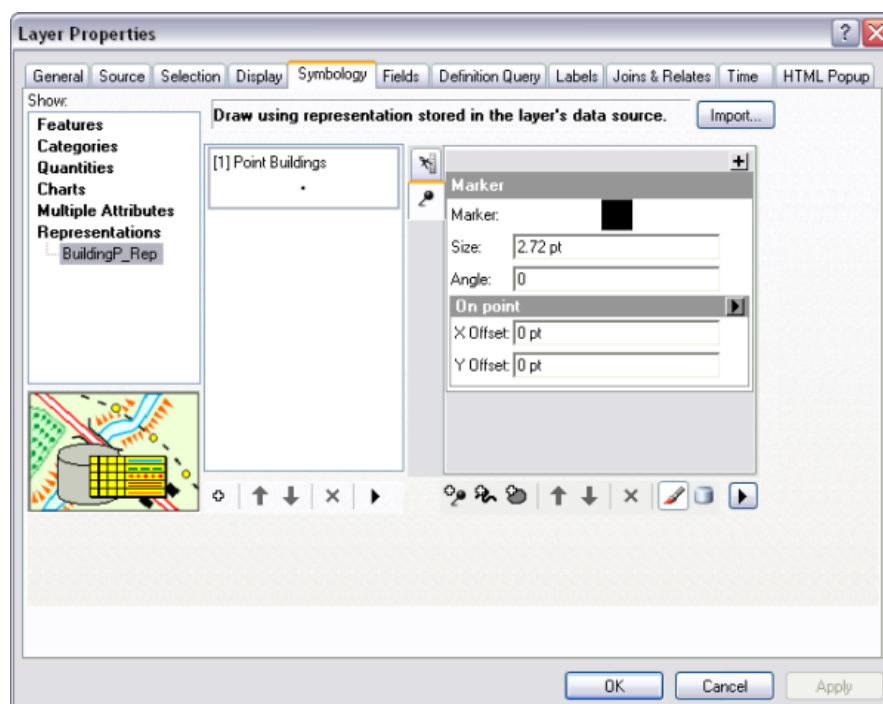 Layer Properties
General Source Selection Display Symbology Fields Definition Query Labels Joins & Relates Time HTML Popup
Show:
Features
Categories
Quantities
Charts
Multiple Attributes
Representations
BuildingP_Rep
Draw using representation stored in the layer's data source.
Import...
[1] Point Buildings
Marker
Marker:
Size: 2.72 pt
Angle: 0
On point
X Offset: 0 pt
Y Offset: 0 pt
OK Cancel Apply